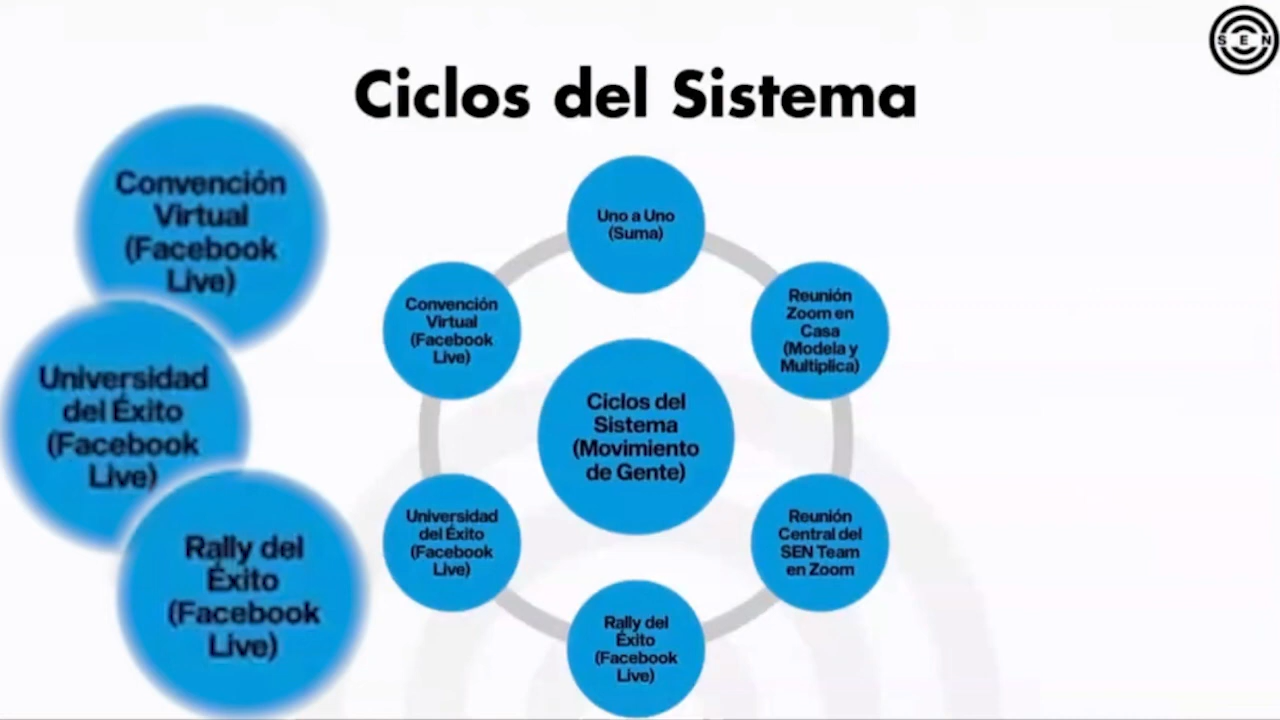 SEN
Ciclos del Sistema
Convención
Virtual
(Facebook
Live)
Universidad
del Éxito
(Facebook
Live)
Rally del
Éxito
(Facebook
Live)
Uno a Uno
(Suma)
Reunión
Zoom en
Casa
(Modela y
Multiplica)
Reunión
Central del
SEN Team
en Zoom
Rally del
Éxito
(Facebook
Live)
Universidad
del Éxito
(Facebook
Live)
Convención
Virtual
(Facebook
Live)
Ciclos del
Sistema
(Movimiento
de Gente)